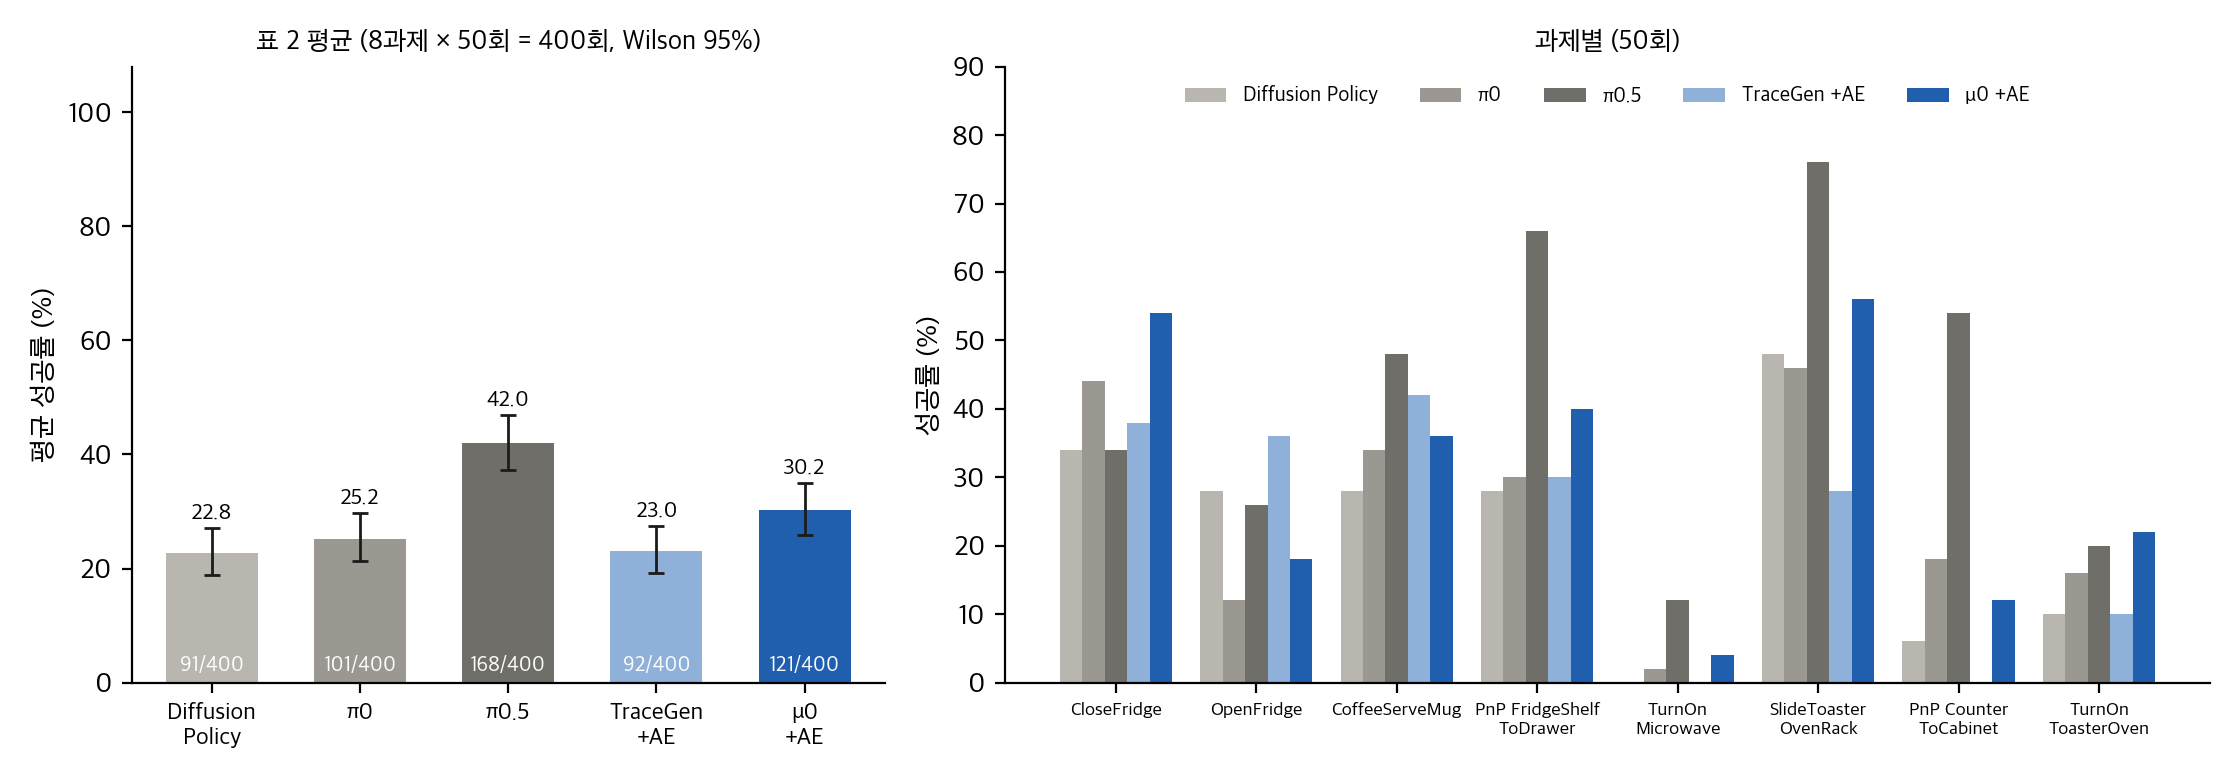 표 2 평균 (8과제 × 50회 = 400회, Wilson 95%)
평균 성공률 (%)
100
80
60
40
20
0
22.8
25.2
42.0
23.0
30.2
91/400
101/400
168/400
92/400
121/400
Diffusion
Policy
π0
π0.5
TraceGen
+AE
μ0
+AE
과제별 (50회)
Diffusion Policy
π0
π0.5
TraceGen +AE
μ0 +AE
성공률 (%)
90
80
70
60
50
40
30
20
10
0
CloseFridge
OpenFridge
CoffeeServeMug
PnP FridgeShelf
ToDrawer
TurnOn
Microwave
SlideToaster
OvenRack
PnP Counter
ToCabinet
TurnOn
ToasterOven